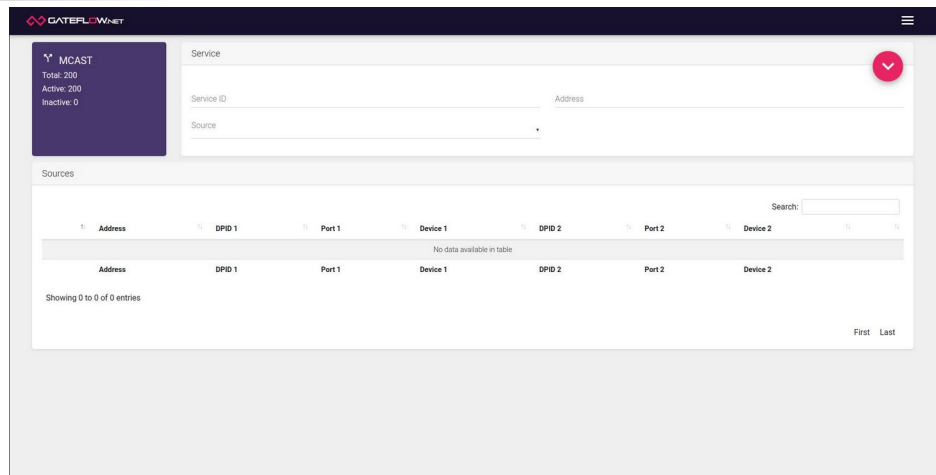 GATEFLOW.NET
MCAST
Total: 200
Active: 200
Inactive: 0
Service
Service ID
Address
Source
Sources
Search:
Address DPID 1 Port 1 Device 1 DPID 2 Port 2 Device 2
No data available in table
Address DPID 1 Port 1 Device 1 DPID 2 Port 2 Device 2
Showing 0 to 0 of 0 entries
First Last